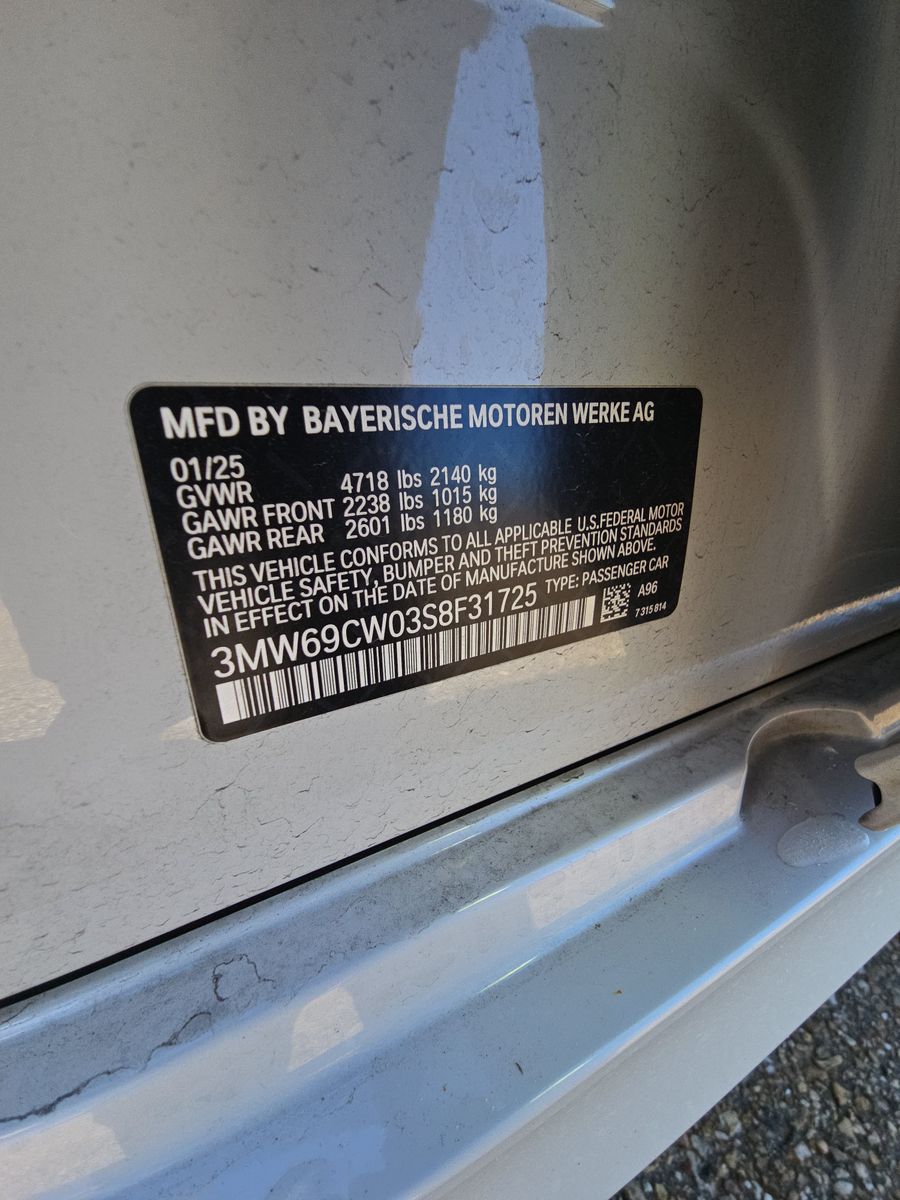 MFD BY BAYERISCHE MOTOREN WERKE AG
01/25
GVWR 4718 lbs 2140 kg
GAWR FRONT 2238 lbs 1015 kg
GAWR REAR 2601 lbs 1180 kg
THIS VEHICLE CONFORMS TO ALL APPLICABLE U.S.FEDERAL MOTOR
VEHICLE SAFETY, BUMPER AND THEFT PREVENTION STANDARDS
IN EFFECT ON THE DATE OF MANUFACTURE SHOWN ABOVE.
3MW69CW03S8F31725 TYPE: PASSENGER CAR
A96
7 315 814